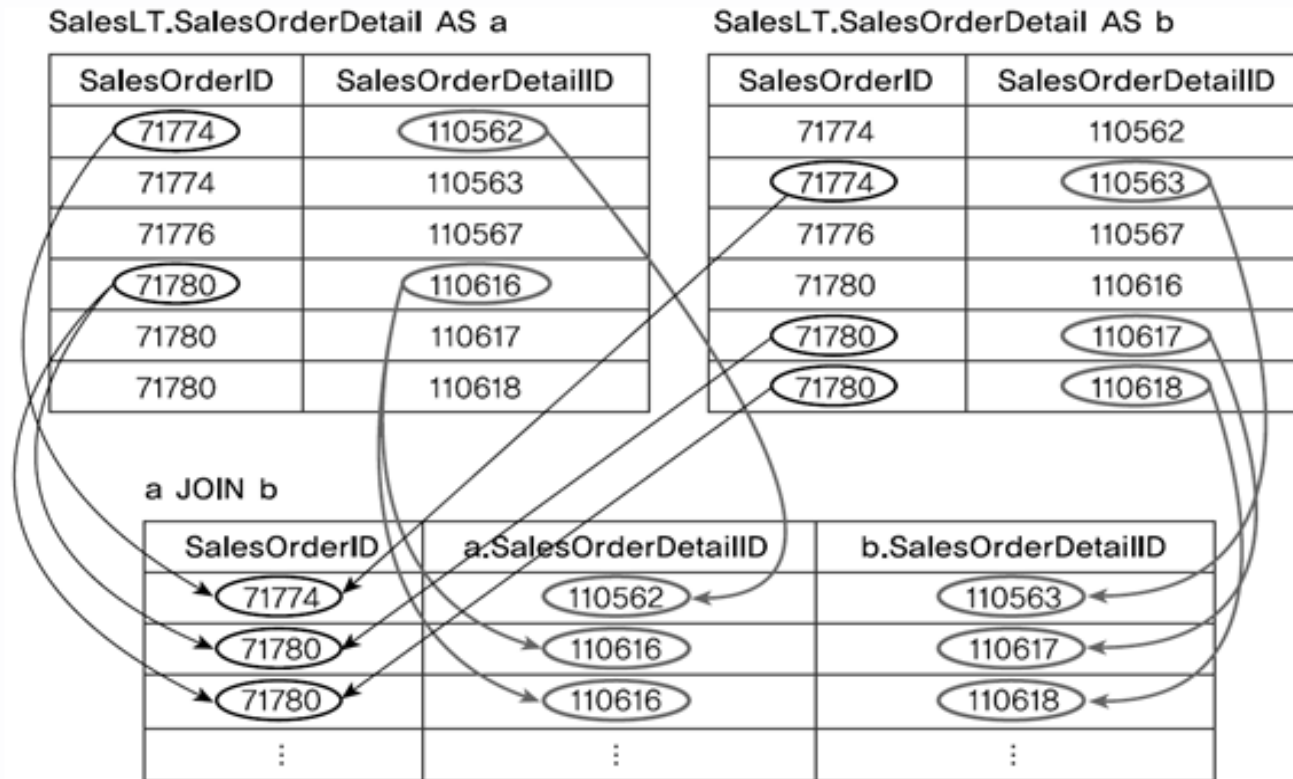 SalesLT.SalesOrderDetail AS a
SalesOrderID SalesOrderDetailID
71774 110562
71774 110563
71776 110567
71780 110616
71780 110617
71780 110618
SalesLT.SalesOrderDetail AS b
SalesOrderID SalesOrderDetailID
71774 110562
71774 110563
71776 110567
71780 110616
71780 110617
71780 110618
a JOIN b
SalesOrderID a.SalesOrderDetailID b.SalesOrderDetailID
71774 110562 110563
71780 110616 110617
71780 110616 110618
⋮ ⋮ ⋮